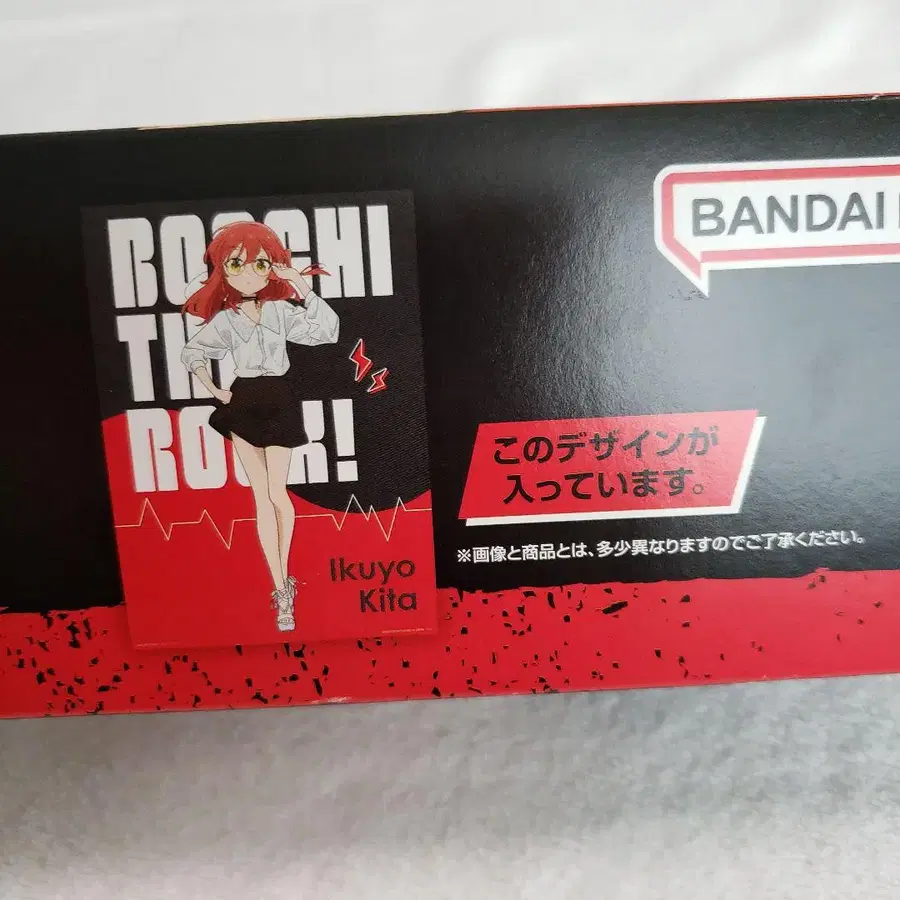 BOCCHI
THE
ROCK!
Ikuyo
Kita
BANDAI
このデザインが
入っています。
※画像と商品とは、多少異なりますのでご了承ください。